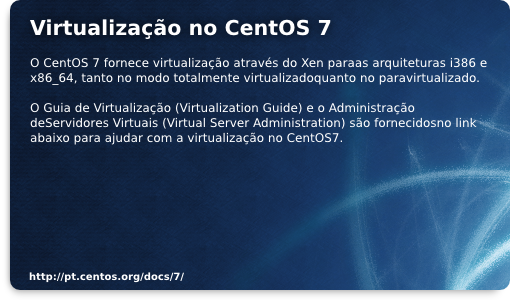 Virtualização no CentOS 7
O CentOS 7 fornece virtualização através do Xen paraas arquiteturas i386 e
x86_64, tanto no modo totalmente virtualizadoquanto no paravirtualizado.
O Guia de Virtualização (Virtualization Guide) e o Administração
deServidores Virtuais (Virtual Server Administration) são fornecidosno link
abaixo para ajudar com a virtualização no CentOS7.
http://pt.centos.org/docs/7/